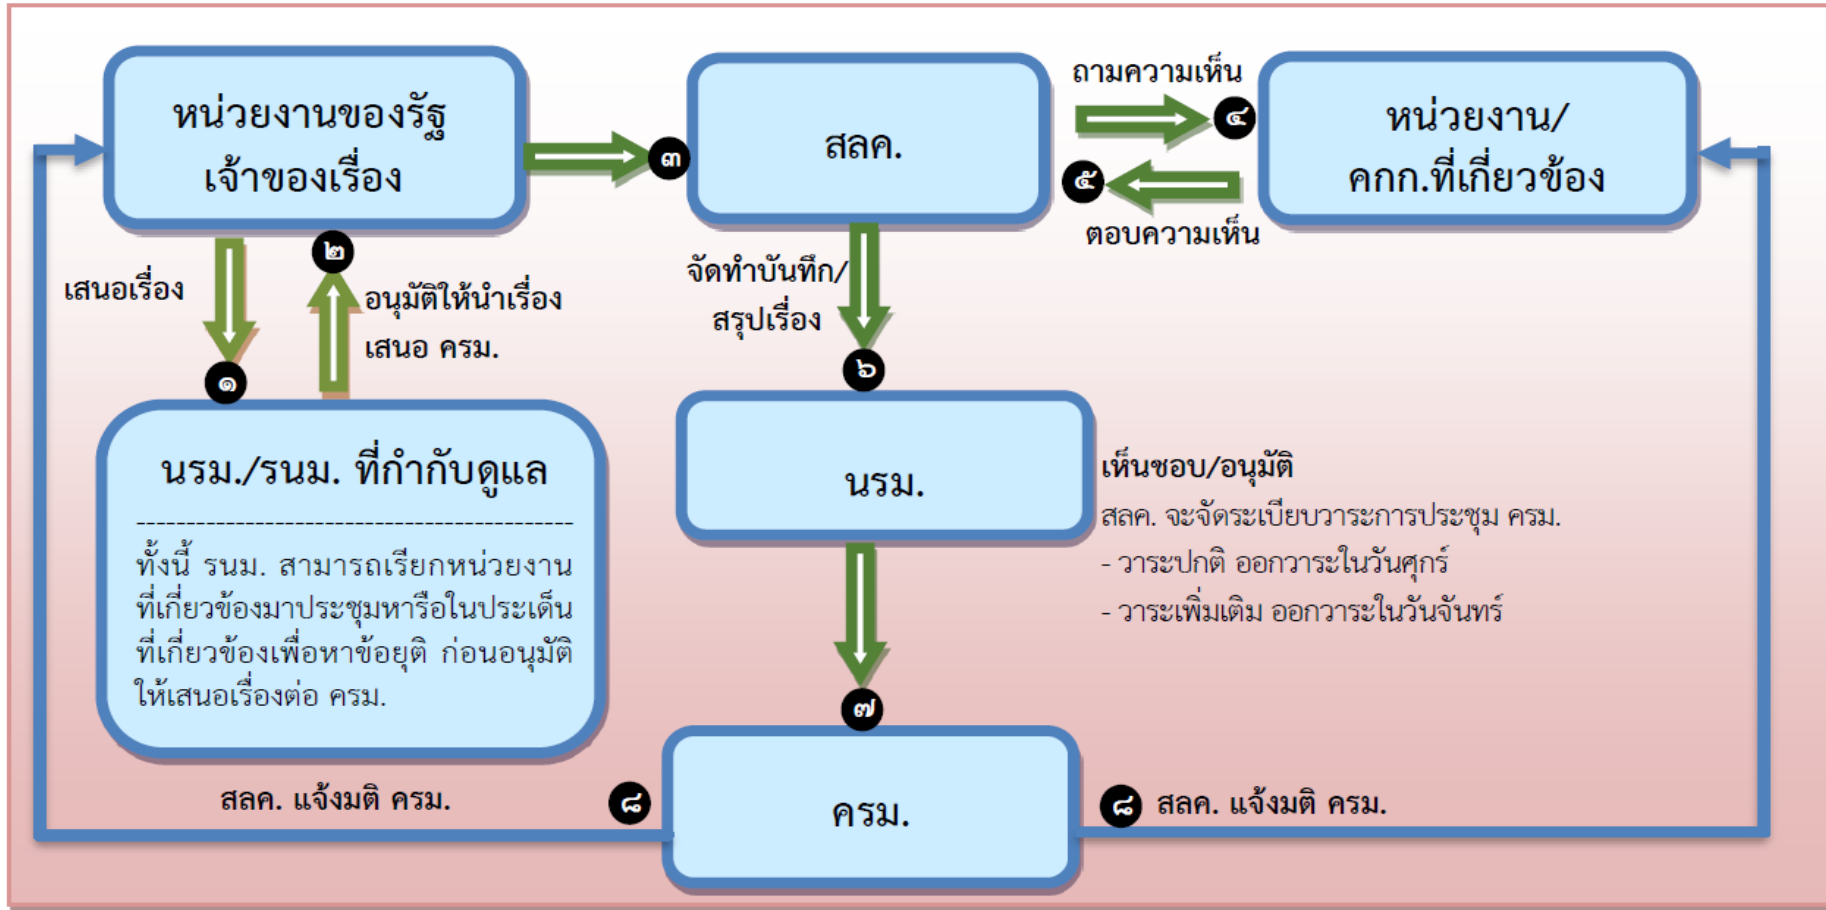 หน่วยงานของรัฐ
เจ้าของเรื่อง
๓
สลค.
ถามความเห็น
๔
๕
ตอบความเห็น
หน่วยงาน/
คกก.ที่เกี่ยวข้อง
เสนอเรื่อง
๑
๒
อนุมัติให้นำเรื่อง
เสนอ ครม.
นรม./รนม. ที่กำกับดูแล
--------------------------------------------
ทั้งนี้ รนม. สามารถเรียกหน่วยงาน
ที่เกี่ยวข้องมาประชุมหารือในประเด็น
ที่เกี่ยวข้องเพื่อหาข้อยุติ ก่อนอนุมัติ
ให้เสนอเรื่องต่อ ครม.
จัดทำบันทึก/
สรุปเรื่อง
๖
นรม.
เห็นชอบ/อนุมัติ
สลค. จะจัดระเบียบวาระการประชุม ครม.
- วาระปกติ ออกวาระในวันศุกร์
- วาระเพิ่มเติม ออกวาระในวันจันทร์
๗
ครม.
สลค. แจ้งมติ ครม.
๘
๘
สลค. แจ้งมติ ครม.